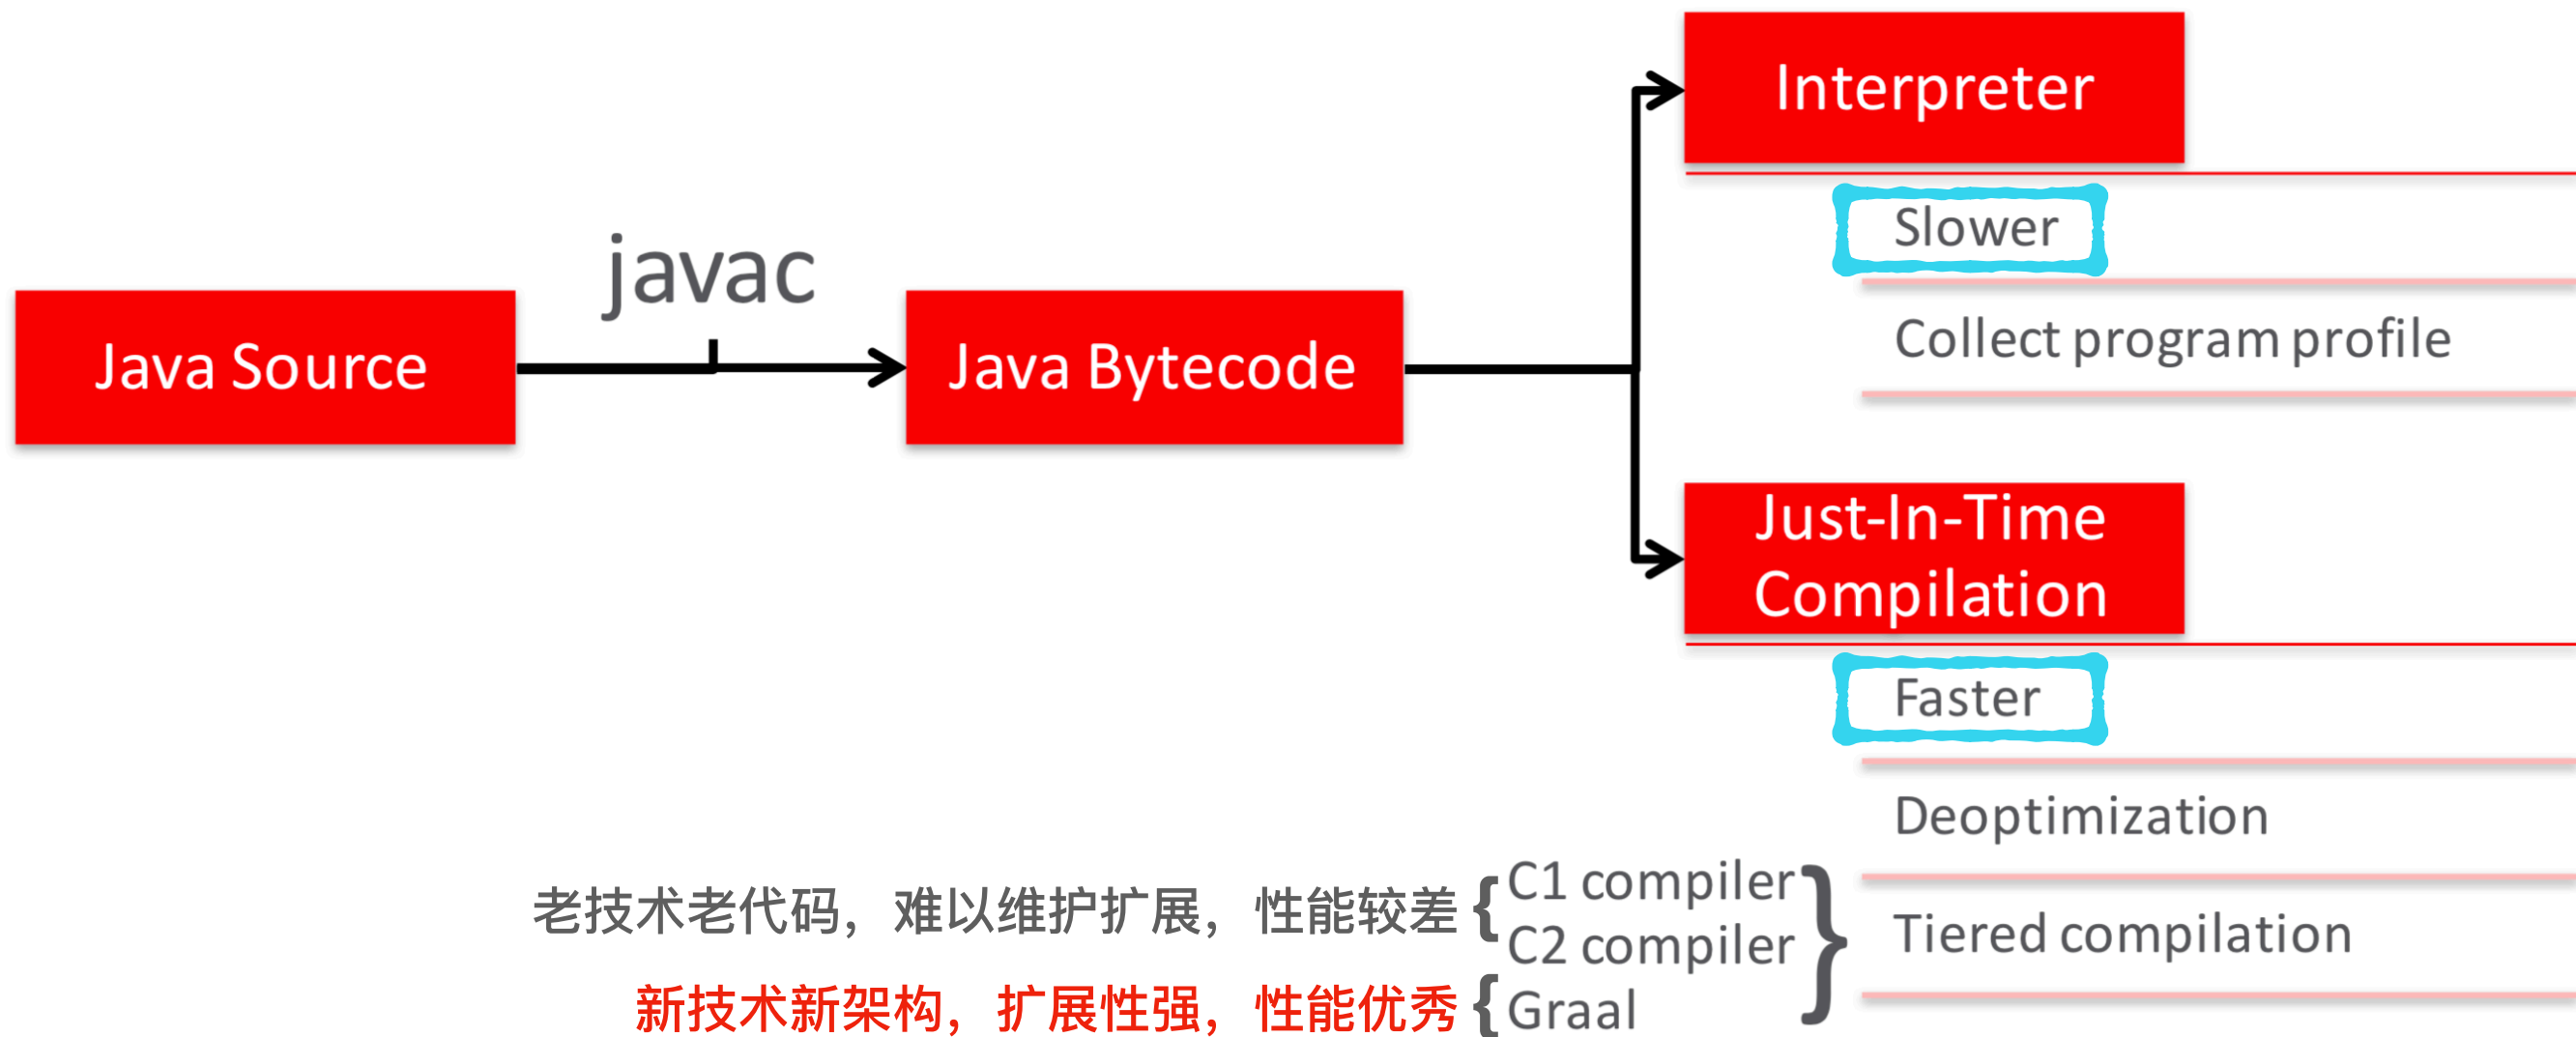 Java Source
javac
Java Bytecode
Interpreter
Slower
Collect program profile
Just-In-Time
Compilation
Faster
Deoptimization
Tiered compilation
C1 compiler
C2 compiler
Graal
老技术老代码，难以维护扩展，性能较差
新技术新架构，扩展性强，性能优秀